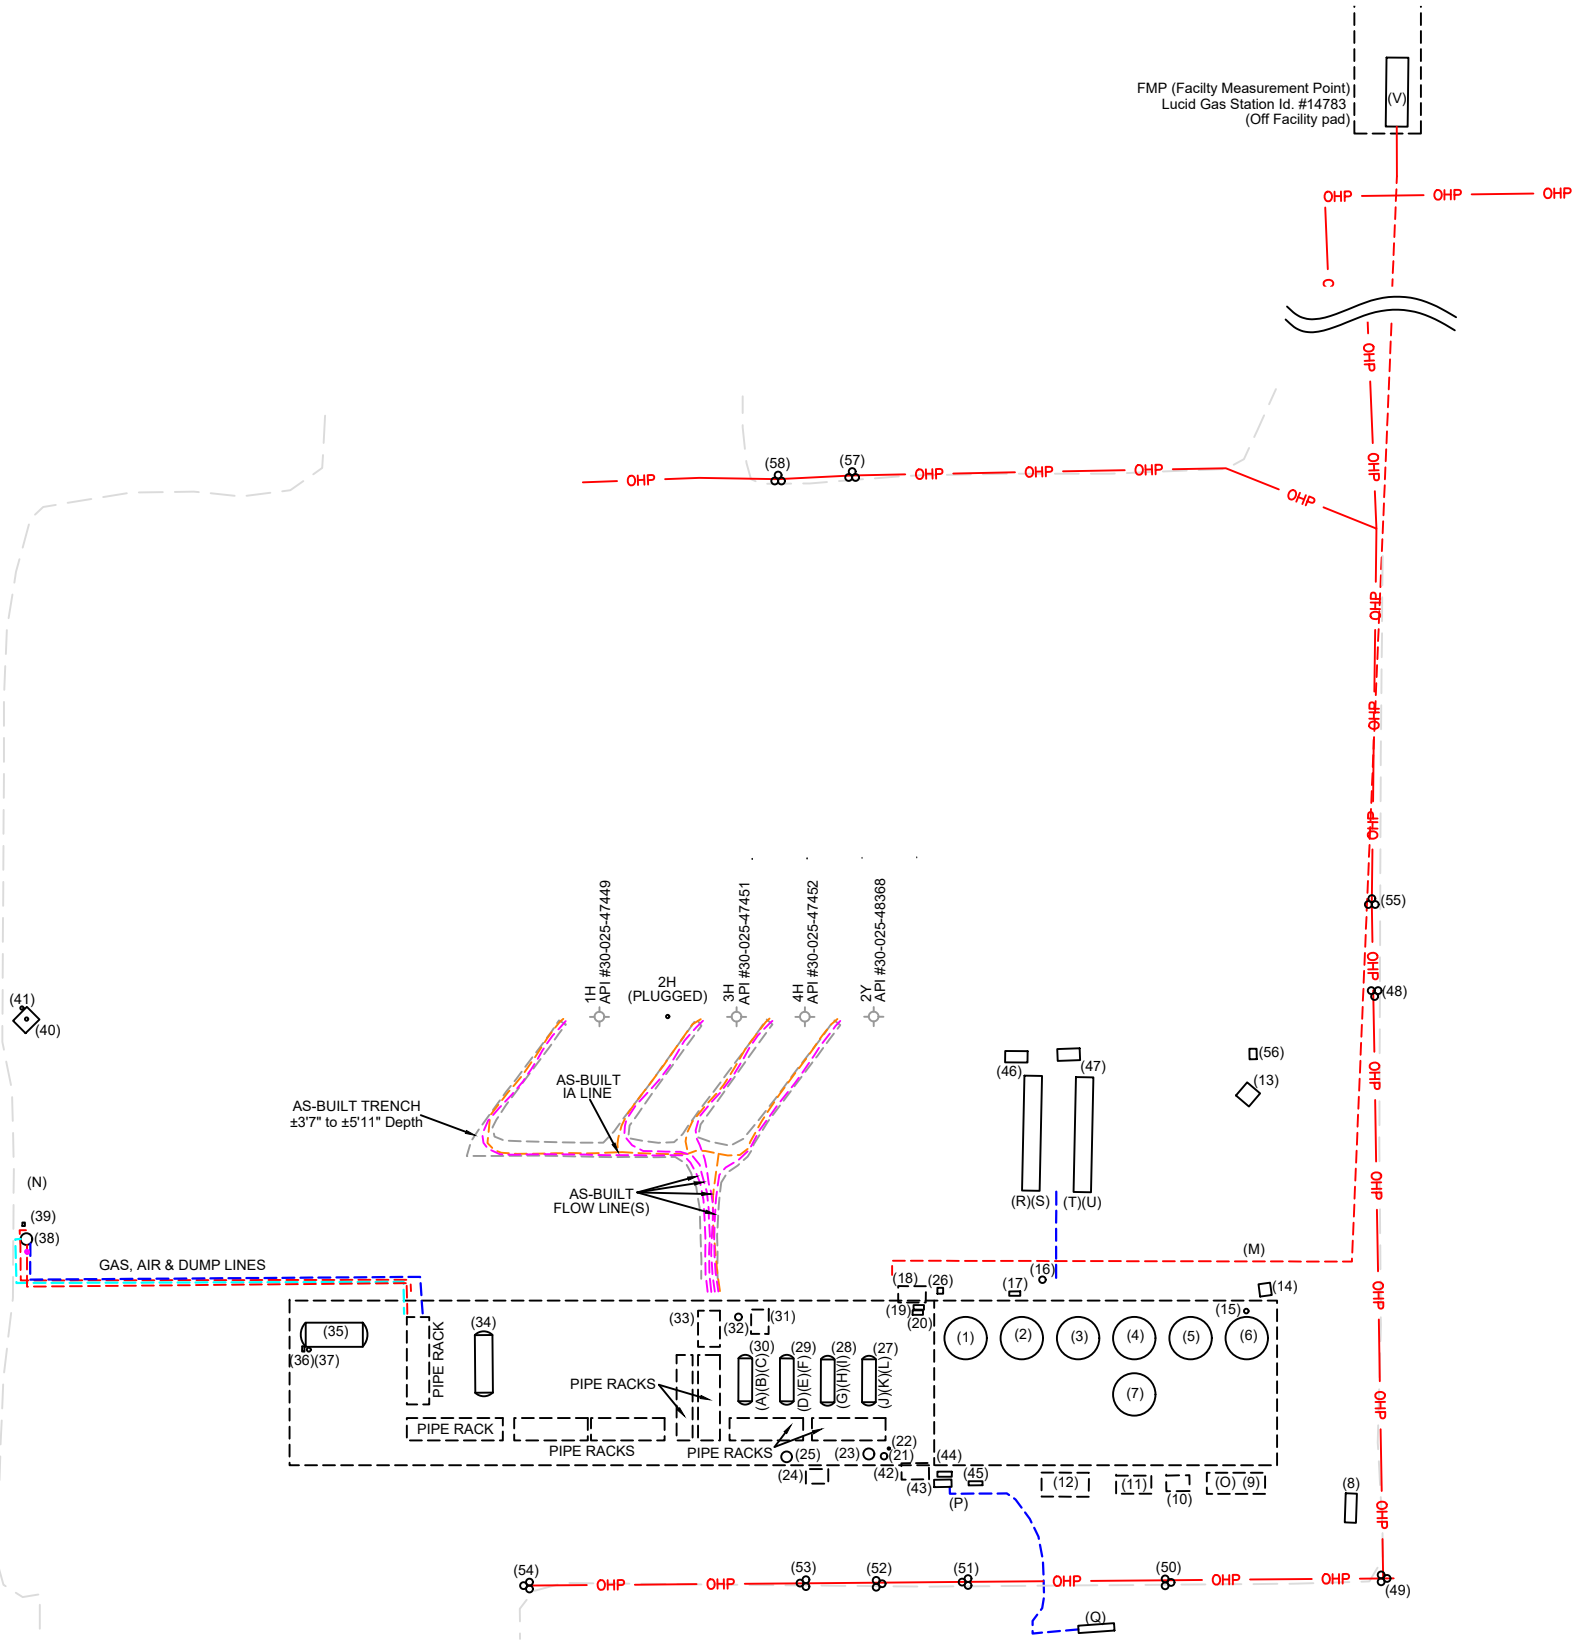 FMP (Facilty Measurement Point)
Lucid Gas Station Id. #14783
(Off Facility pad)
(V)
OHP
OHP
OHP
C
OHP
(58)
(57)
OHP
OHP
OHP
OHP
OHP
OHP
OHP
OHP
OHP
(55)
OHP
(48)
1H
API #30-025-47449
2H
(PLUGGED)
3H
API #30-025-47451
4H
API #30-025-47452
2Y
API #30-025-48368
(41)
(40)
(46)
(47)
(56)
(13)
OHP
AS-BUILT
IA LINE
AS-BUILT TRENCH
±3'7" to ±5'11" Depth
AS-BUILT
FLOW LINE(S)
(R)(S)
(T)(U)
OHP
(N)
(39)
(38)
GAS, AIR & DUMP LINES
(M)
(16)
(18)
(26)
(17)
(14)
(15)
(19)
(20)
OHP
(35)
(36)(37)
PIPE RACK
(34)
(33)
(32)
(31)
(1)
(2)
(3)
(4)
(5)
(6)
(7)
(30)
(A)(B)(C)
(29)
(D)(E)(F)
(28)
(G)(H)(I)
(27)
(J)(K)(L)
PIPE RACKS
PIPE RACK
PIPE RACKS
PIPE RACKS
OHP
(25)
(23)
(22)
(21)
(24)
(42)
(44)
(43)
(45)
(P)
(12)
(11)
(10)
(O)
(9)
(8)
OHP
(54)
OHP
OHP
(53)
(52)
(51)
OHP
(50)
OHP
OHP
(49)
(Q)